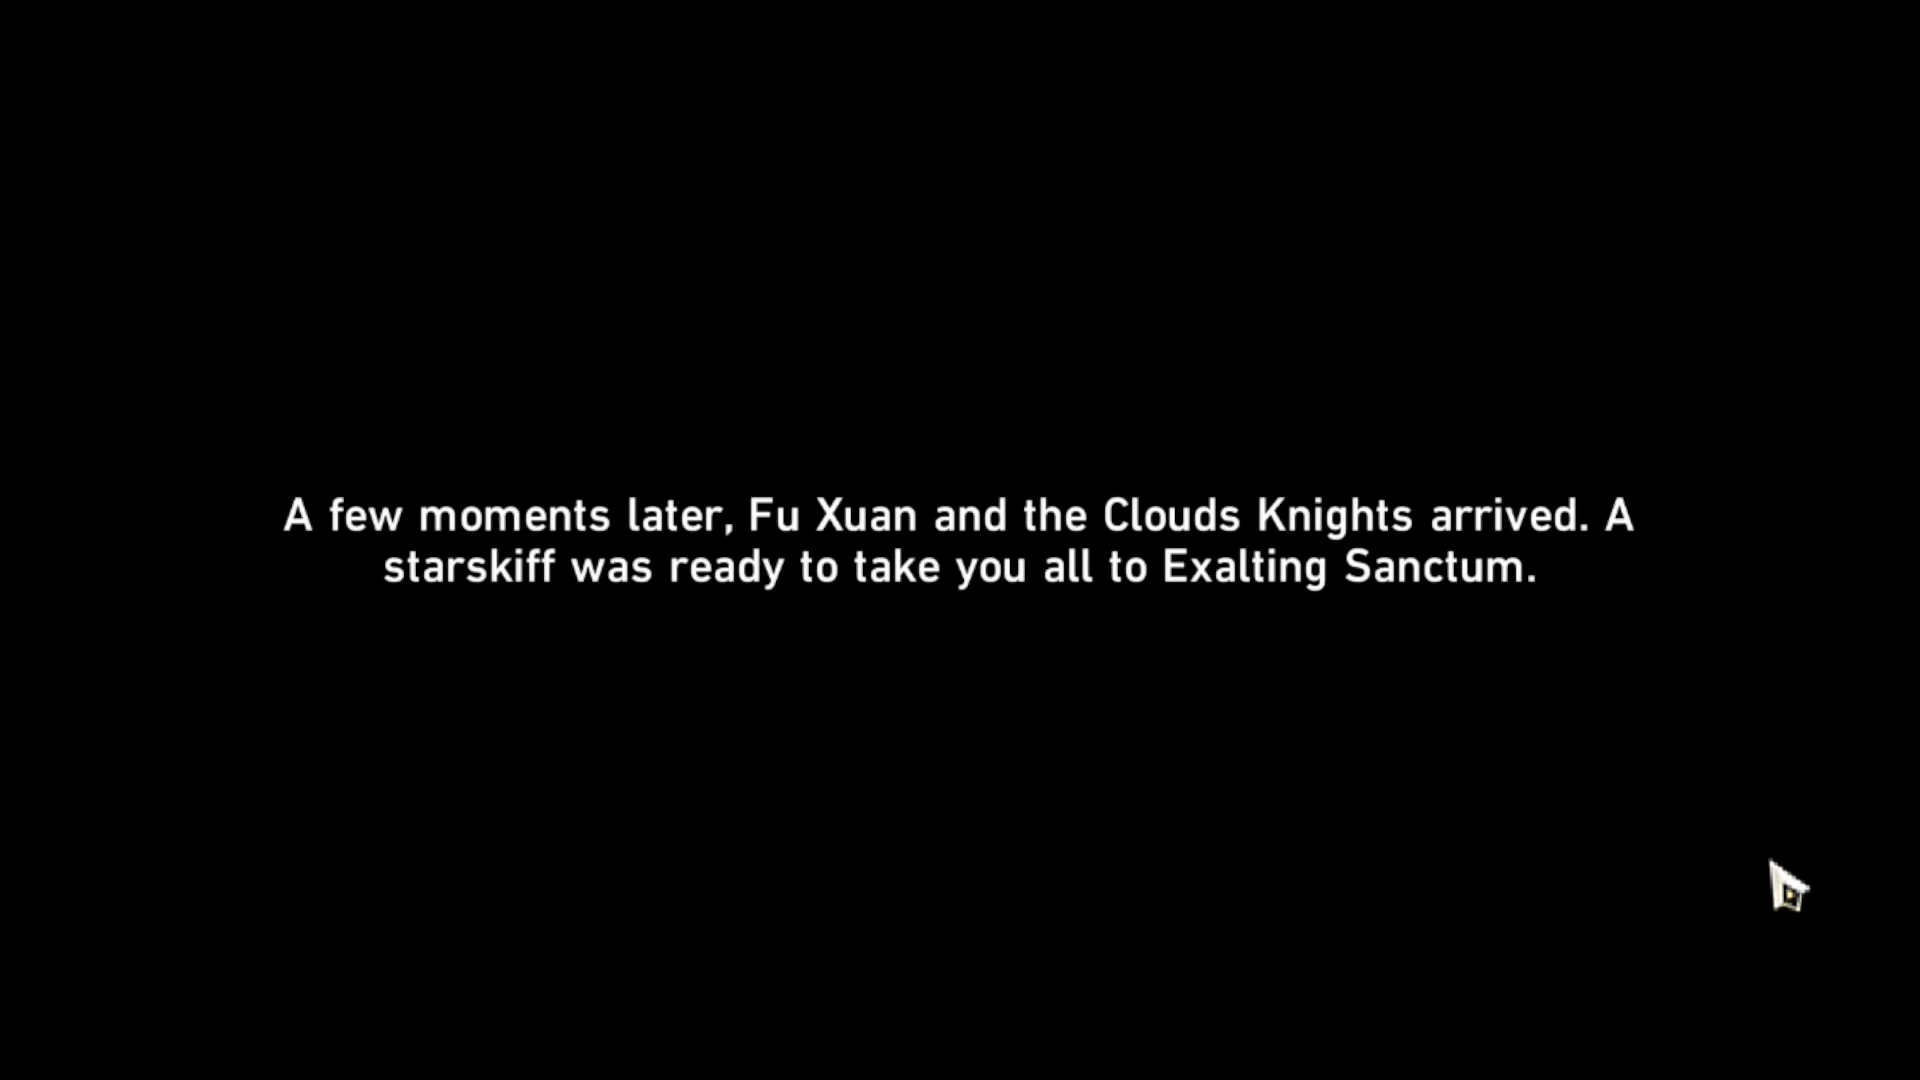 A few moments later, Fu Xuan and the Clouds Knights arrived. A
starskiff was ready to take you all to Exalting Sanctum.